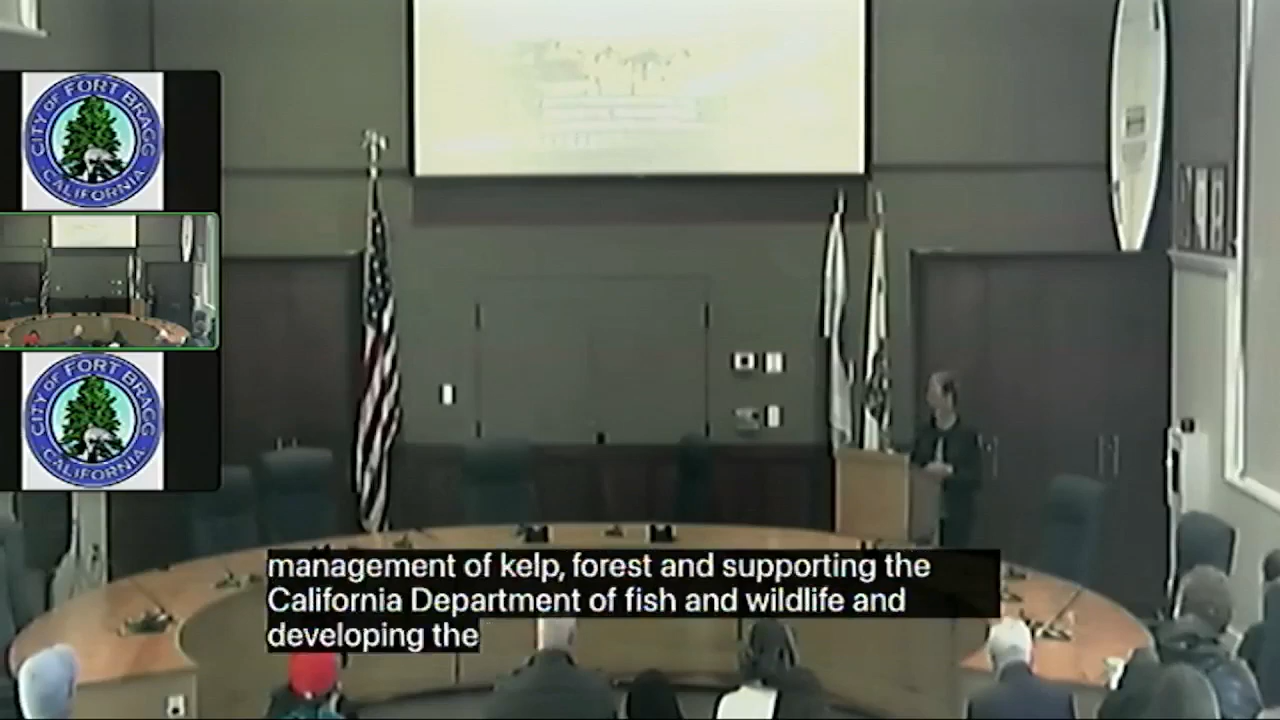 CITY OF FORT BRAGG
CALIFORNIA
CITY OF FORT BRAGG
CALIFORNIA
management of kelp, forest and supporting the
California Department of fish and wildlife and
developing the